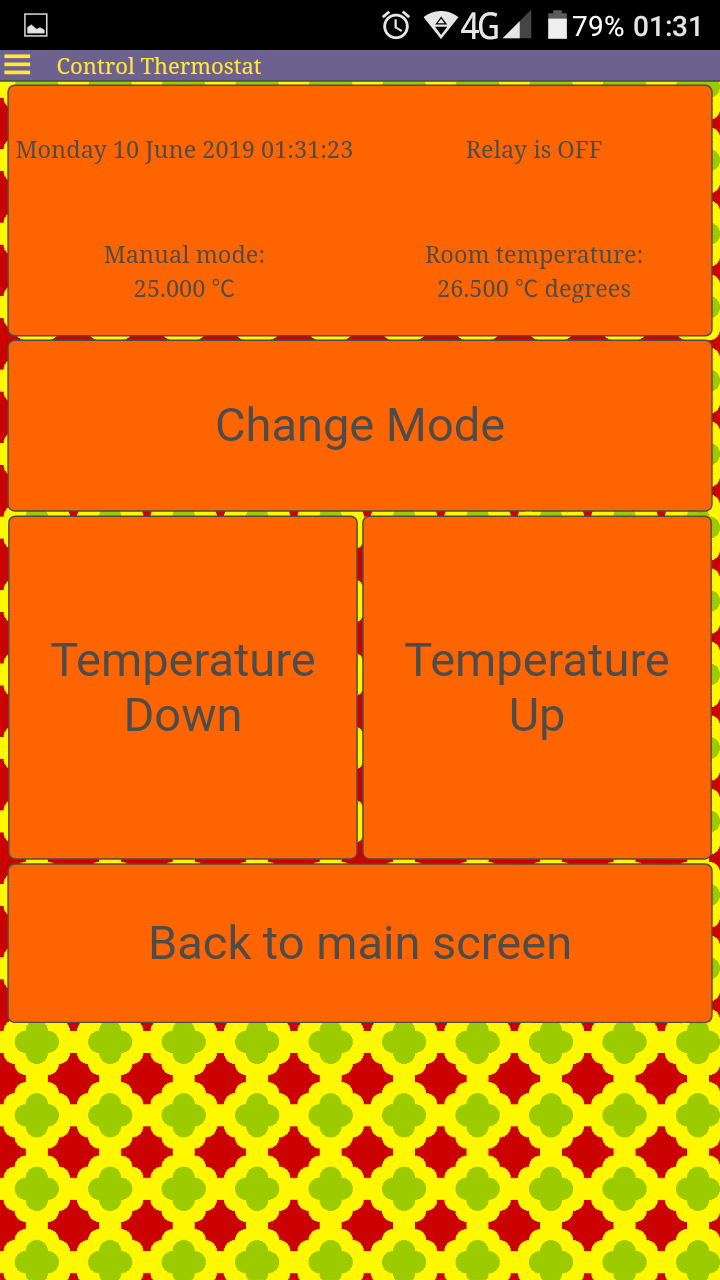 4G 79% 01:31
Control Thermostat
Monday 10 June 2019 01:31:23
Relay is OFF
Manual mode:
25.000 °C
Room temperature:
26.500 °C degrees
Change Mode
Temperature
Down
Temperature
Up
Back to main screen